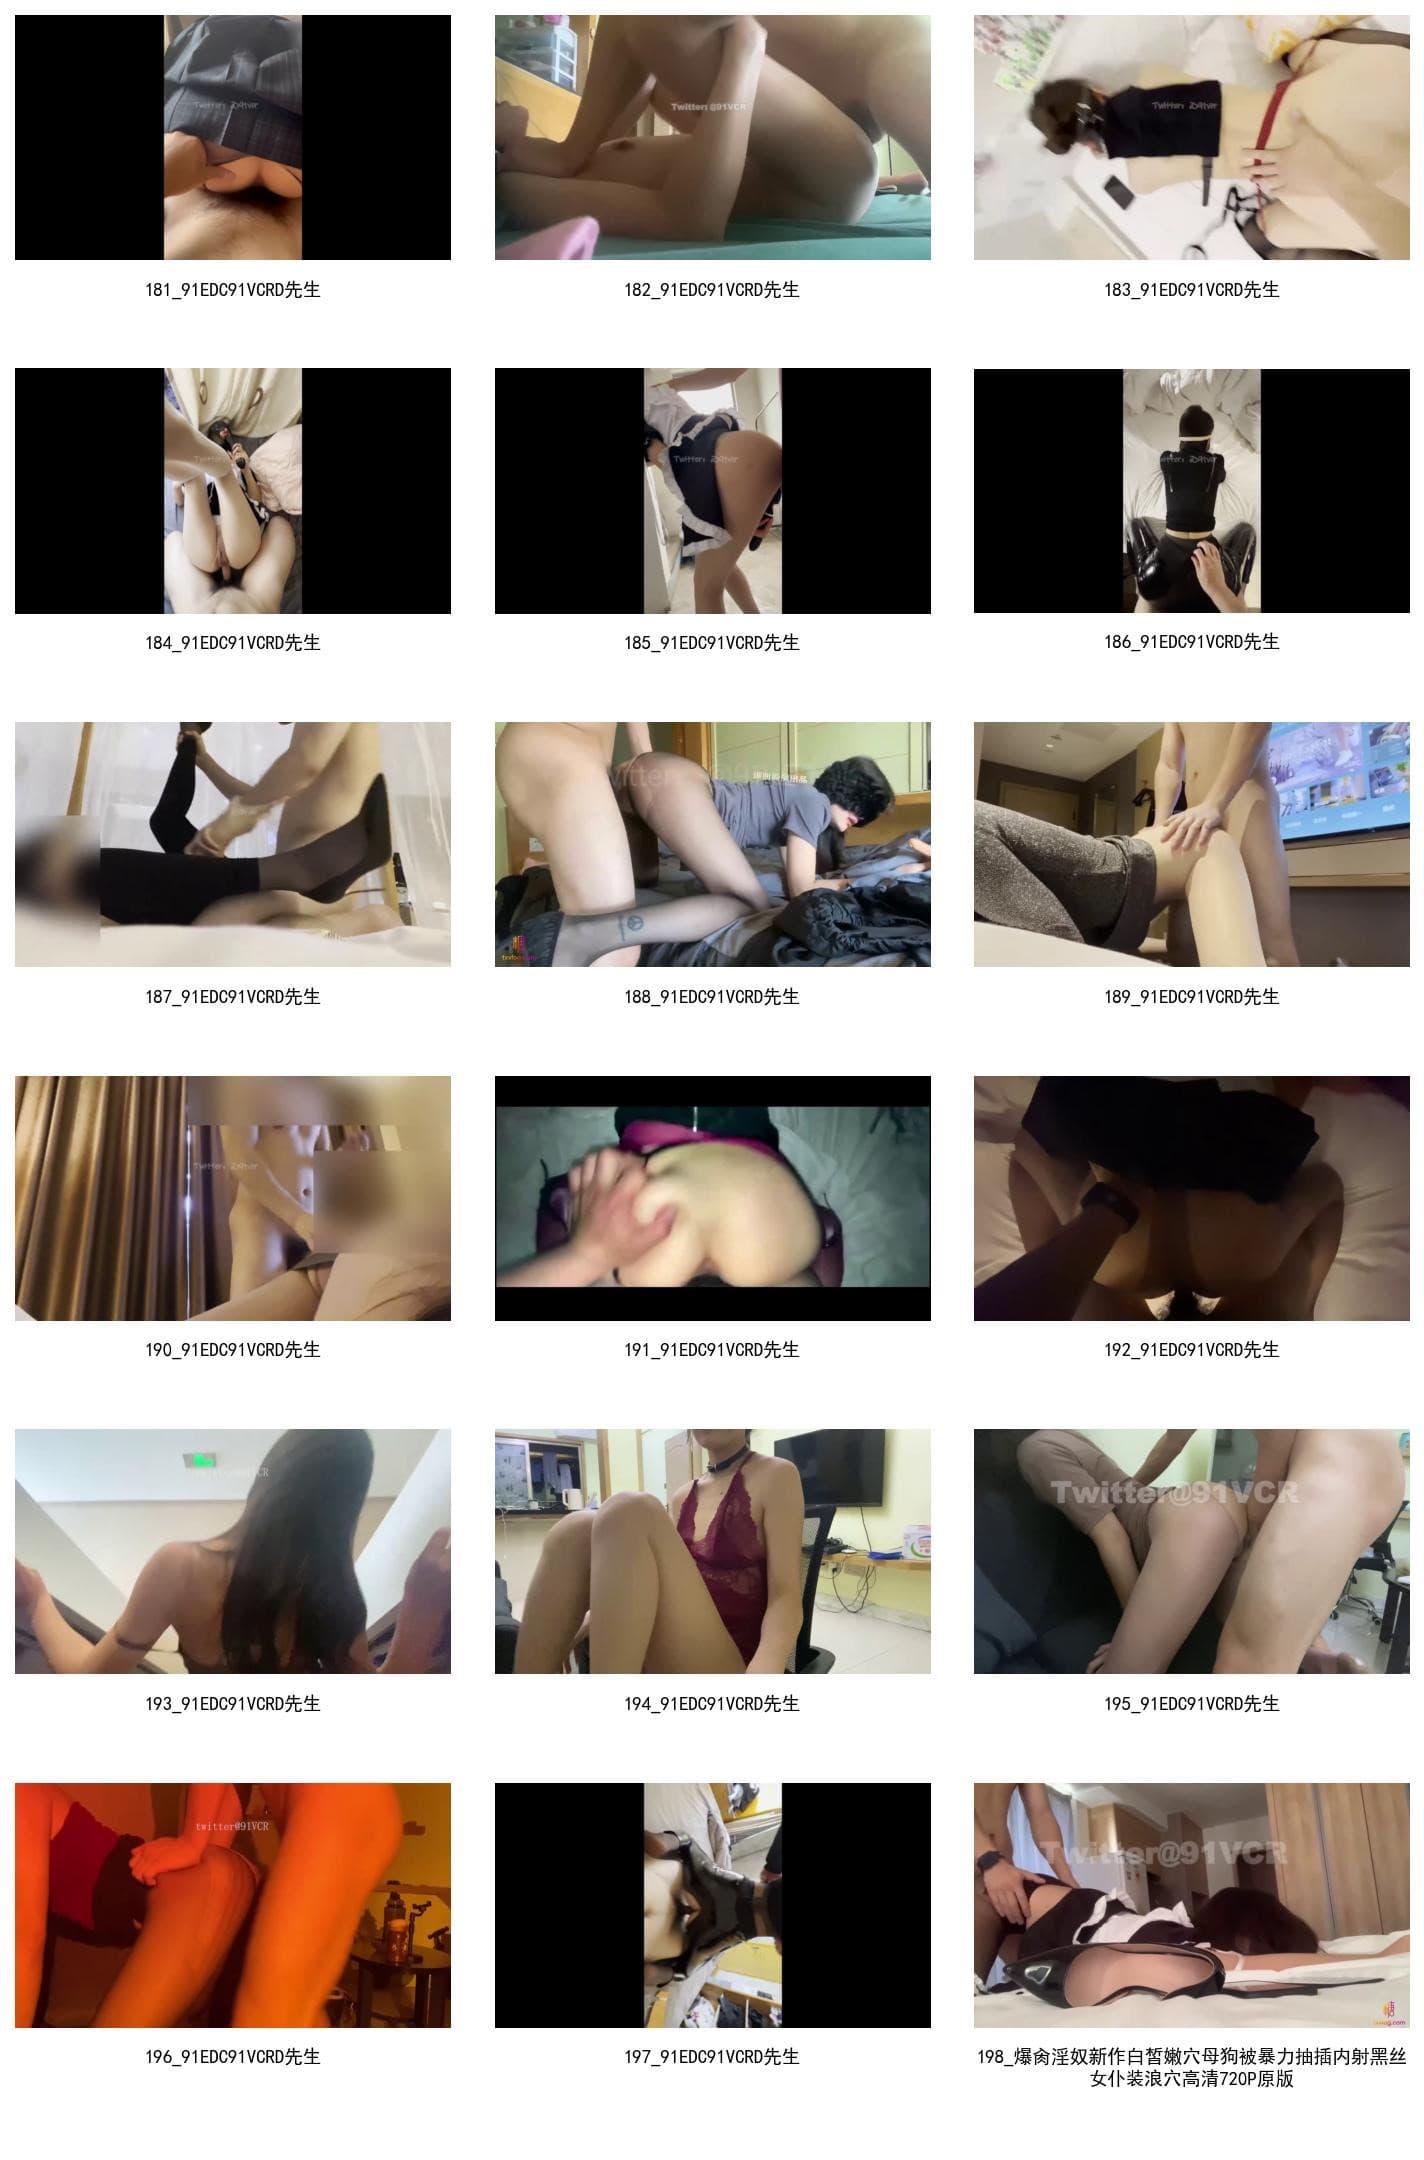 Twitter: @91VCR
181_91EDC91VCRD先生
182_91EDC91VCRD先生
183_91EDC91VCRD先生
184_91EDC91VCRD先生
185_91EDC91VCRD先生
186_91EDC91VCRD先生
187_91EDC91VCRD先生
188_91EDC91VCRD先生
189_91EDC91VCRD先生
190_91EDC91VCRD先生
191_91EDC91VCRD先生
192_91EDC91VCRD先生
193_91EDC91VCRD先生
194_91EDC91VCRD先生
Twitter@91VCR
195_91EDC91VCRD先生
twitter@91VCR
196_91EDC91VCRD先生
197_91EDC91VCRD先生
Twitter@91VCR
198_爆肏淫奴新作白皙嫩穴母狗被暴力抽插内射黑丝
女仆装浪穴高清720P原版